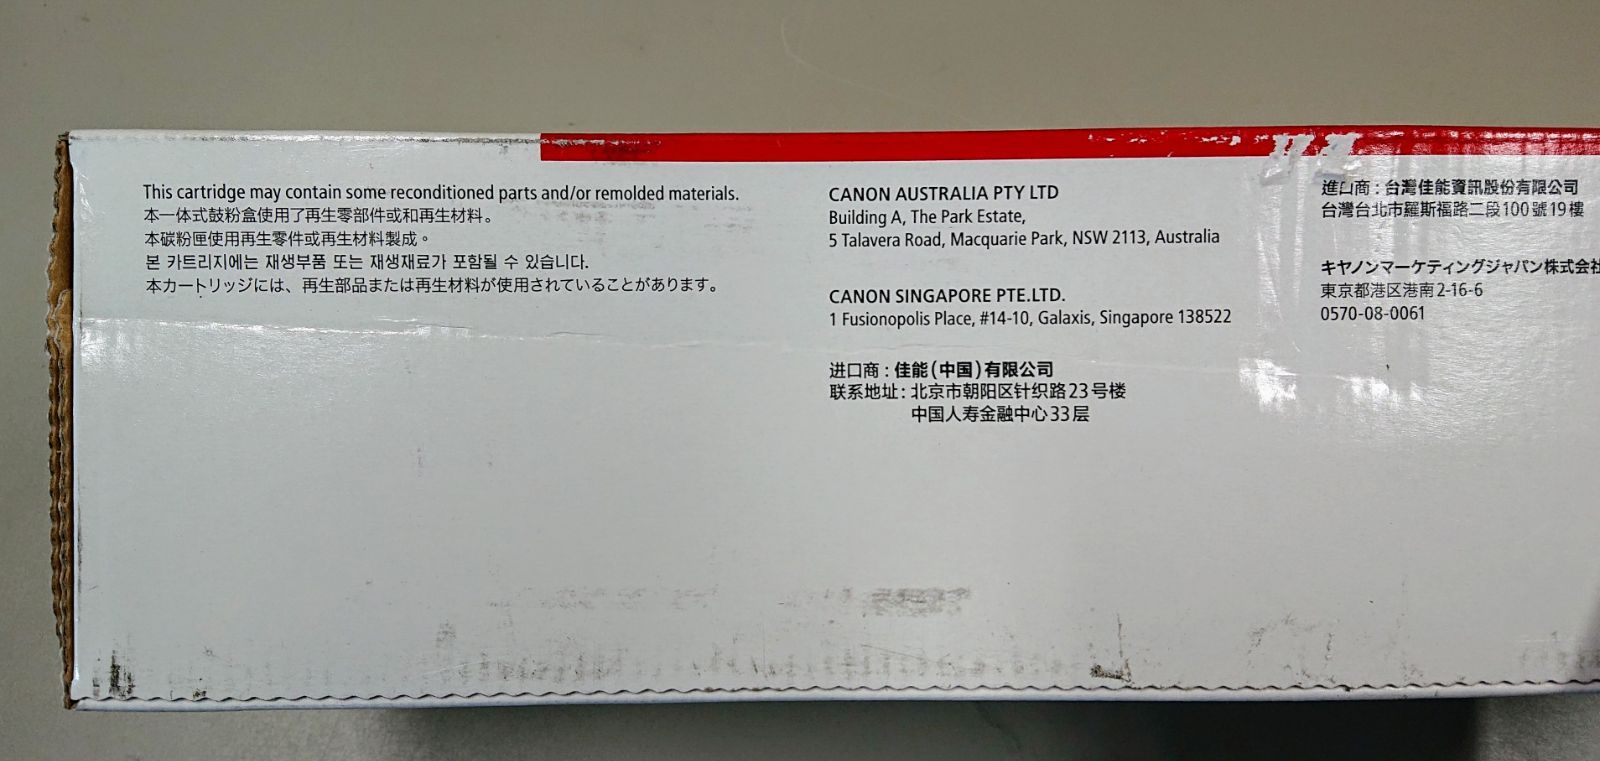 This cartridge may contain some reconditioned parts and/or remolded materials.
本一体式鼓粉盒使用了再生零部件或和再生材料。
本碳粉匣使用再生零件或再生材料製成。
본 카트리지에는 재생부품 또는 재생재료가 포함될 수 있습니다.
本カートリッジには、再生部品または再生材料が使用されていることがあります。
CANON AUSTRALIA PTY LTD
Building A, The Park Estate,
5 Talavera Road, Macquarie Park, NSW 2113, Australia
CANON SINGAPORE PTE.LTD.
1 Fusionopolis Place, #14-10, Galaxis, Singapore 138522
进口商：佳能(中国)有限公司
联系地址：北京市朝阳区针织路23号楼
中国人寿金融中心33层
進口商：台灣佳能資訊股份有限公司
台灣台北市羅斯福路二段100號19樓
キヤノンマーケティングジャパン株式会社
東京都港区港南2-16-6
0570-08-0061